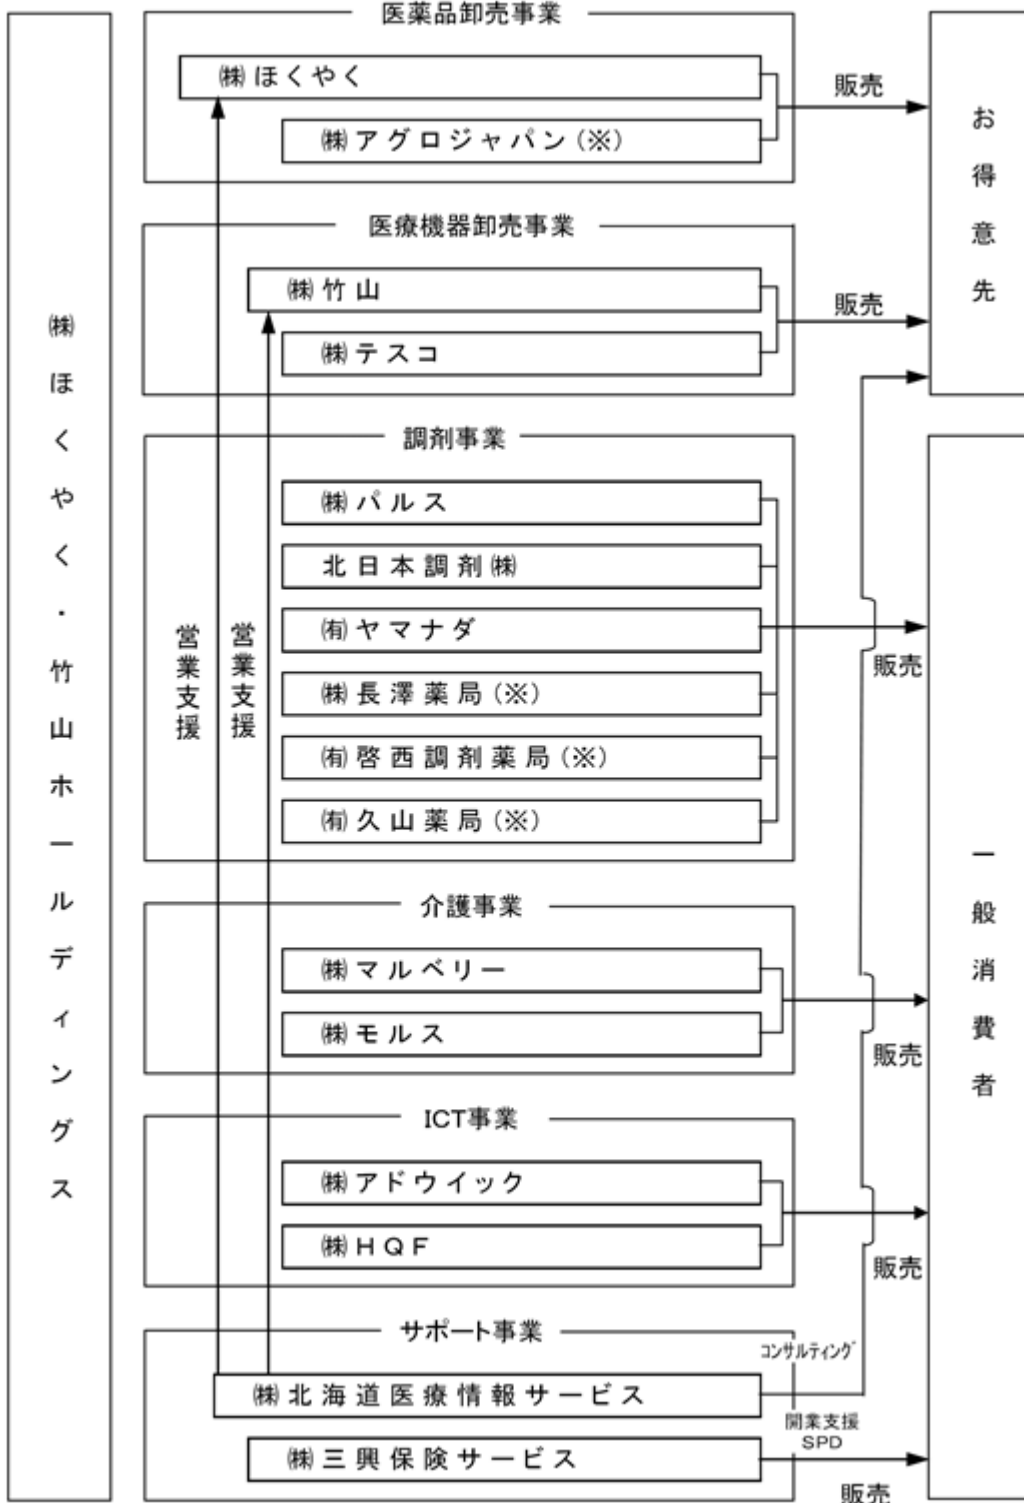 ㈱ほくやく・竹山ホールディングス
医薬品卸売事業
㈱ほくやく
㈱アグロジャパン(※)
販売
お得意先
医療機器卸売事業
㈱竹山
㈱テスコ
販売
調剤事業
㈱パルス
北日本調剤㈱
㈲ヤマナダ
㈱長澤薬局(※)
㈲啓西調剤薬局(※)
㈲久山薬局(※)
営業支援
営業支援
販売
一般消費者
介護事業
㈱マルベリー
㈱モルス
販売
ICT事業
㈱アドウイック
㈱HQF
販売
サポート事業
㈱北海道医療情報サービス
㈱三興保険サービス
コンサルティング
開業支援
SPD
販売